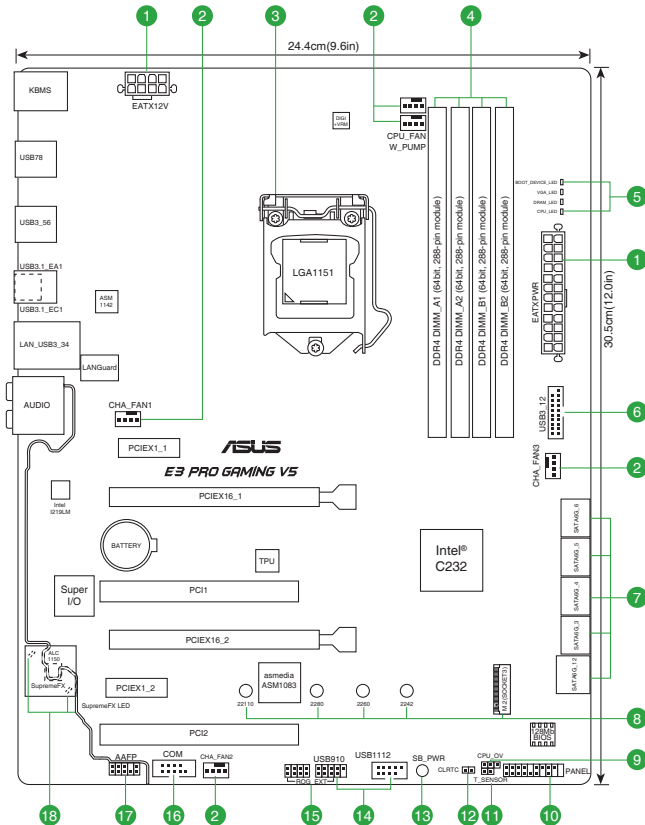 1
2
3
2
4
24.4cm(9.6in)
KBMS
EATX12V
DIGI
+VRM
CPU_FAN
W_PUMP
USB78
BOOT_DEVICE_LED
VGA_LED
DRAM_LED
CPU_LED
5
USB3_56
LGA1151
DDR4 DIMM_A1 (64bit, 288-pin module)
DDR4 DIMM_A2 (64bit, 288-pin module)
DDR4 DIMM_B1 (64bit, 288-pin module)
DDR4 DIMM_B2 (64bit, 288-pin module)
EATXPWR
1
30.5cm(12.0in)
USB3.1_EA1
USB3.1_EC1
ASM
1142
LAN_USB3_34
LANGuard
AUDIO
CHA_FAN1
USB3_12
6
PCIEX1_1
ASUS
E3 PRO GAMING V5
CHA_FAN3
2
Intel
I219LM
PCIEX16_1
BATTERY
TPU
Intel®
C232
SATA6G_6
SATA6G_5
SATA6G_4
SATA6G_3
SATA6G_12
7
Super
I/O
PCI1
PCIEX16_2
ALC
1150
SupremeFX
SupremeFX LED
PCIEX1_2
asmedia
ASM1083
22110
2280
2260
2242
M.2(SOCKET3)
8
PCI2
128Mb
BIOS
AAFP
COM
CHA_FAN2
USB910
ROG_EXT
USB1112
SB_PWR
CLRTC
CPU_OV
T_SENSOR
PANEL
9
18
17
16
2
15
14
13
12
11
10